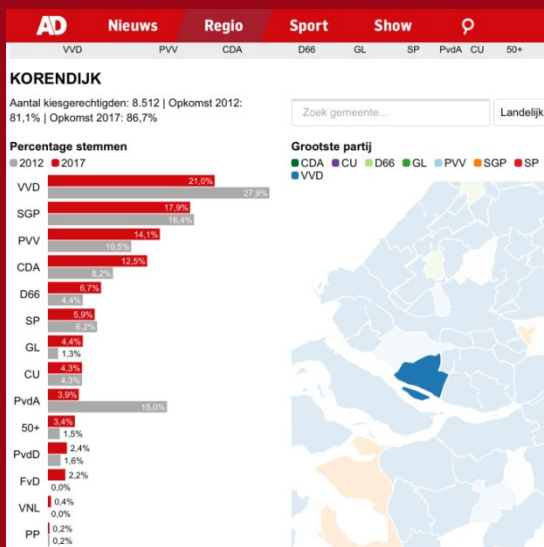 AD Nieuws Regio Sport Show
VVD PVV CDA D66 GL SP PvdA CU 50+
KORENDIJK
Aantal kiesgerechtigden: 8.512 | Opkomst 2012:
81,1% | Opkomst 2017: 86,7%
Zoek gemeente... Landelijk
Percentage stemmen
2012 2017
VVD 21,0%
27,9%
SGP 17,9%
18,4%
PVV 14,1%
10,5%
CDA 12,5%
8,2%
D66 6,7%
4,4%
SP 5,9%
6,2%
GL 4,4%
1,3%
CU 4,3%
4,3%
PvdA 3,9%
15,0%
50+ 3,4%
1,5%
PvdD 2,4%
1,6%
FvD 2,2%
0,0%
VNL 0,4%
0,0%
PP 0,2%
0,2%
Grootste partij
CDA CU D66 GL PVV SGP SP
VVD